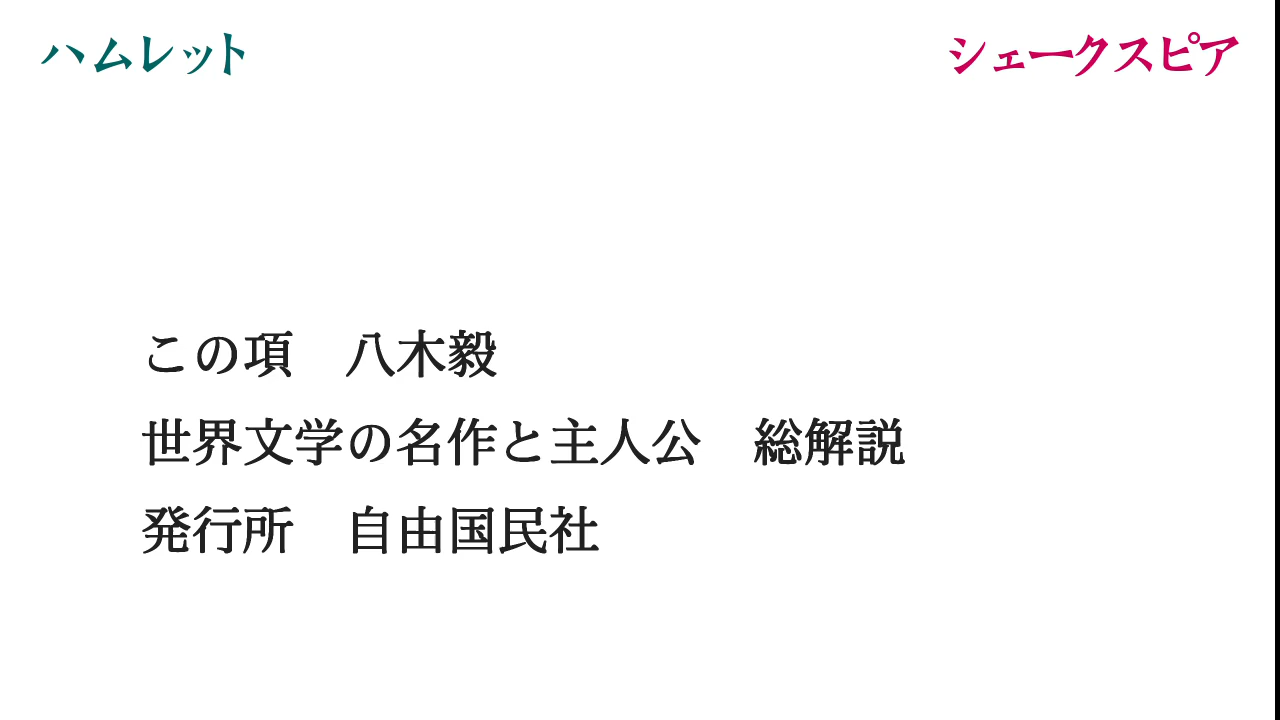 ハムレット
シェークスピア
この項　八木毅
世界文学の名作と主人公　総解説
発行所　自由国民社